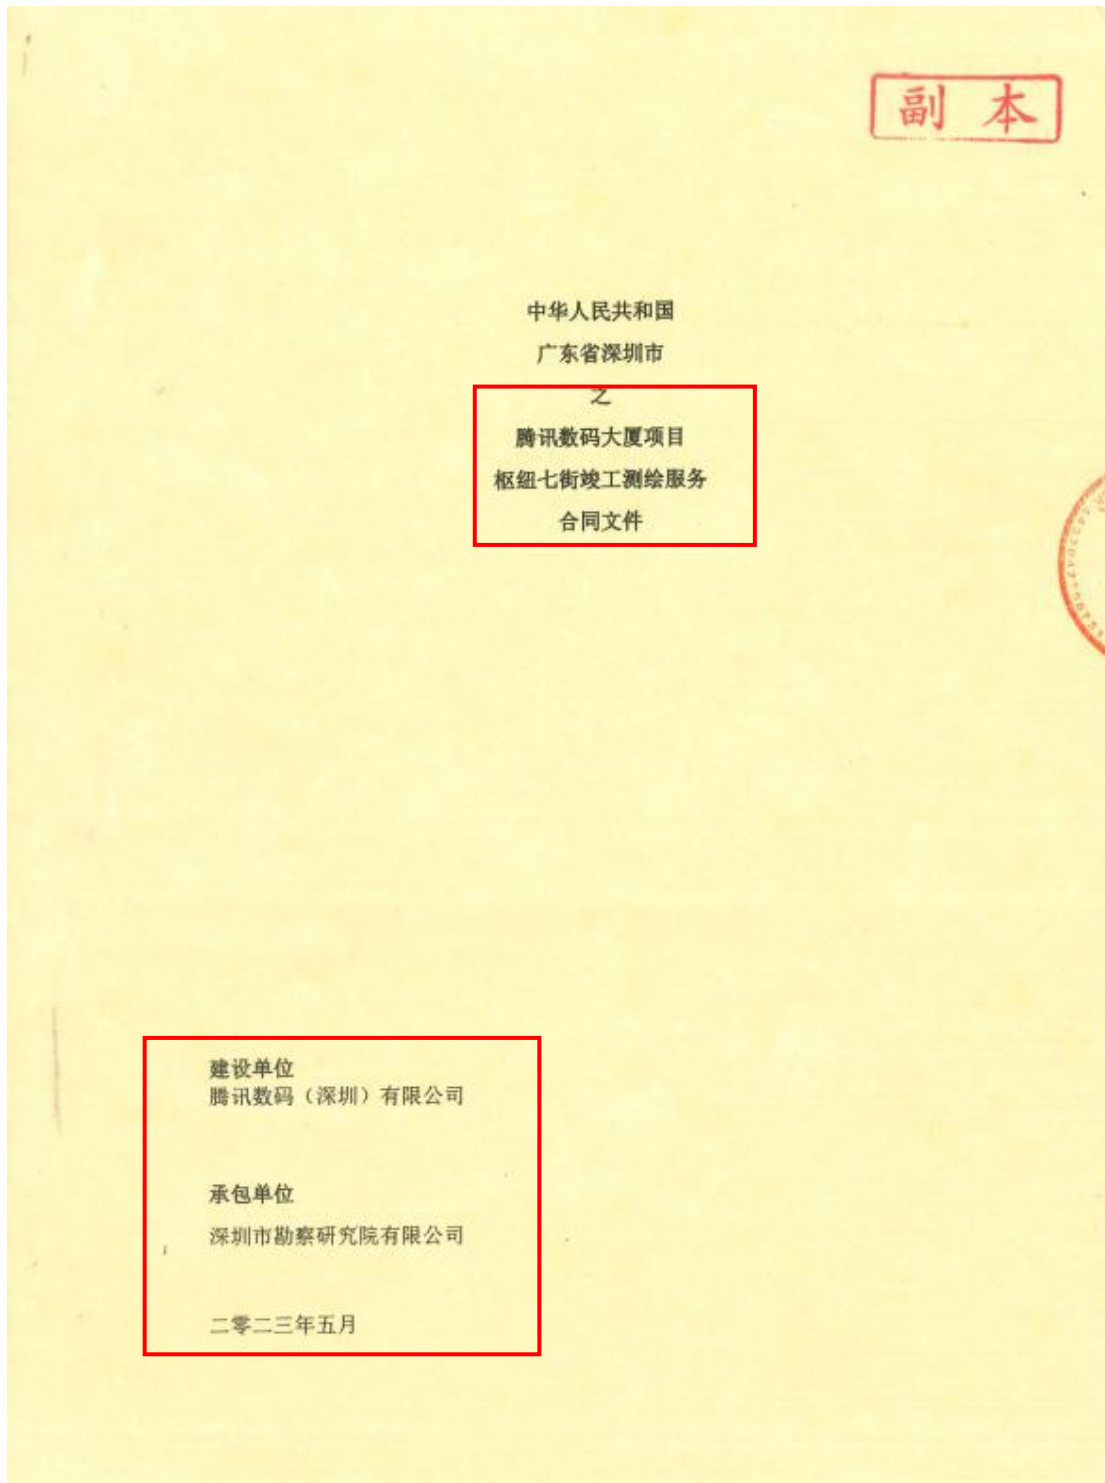 副 本
中华人民共和国
广东省深圳市
之
腾讯数码大厦项目
枢纽七街竣工测绘服务
合同文件
建设单位
腾讯数码（深圳）有限公司
承包单位
深圳市勘察研究院有限公司
二零二三年五月